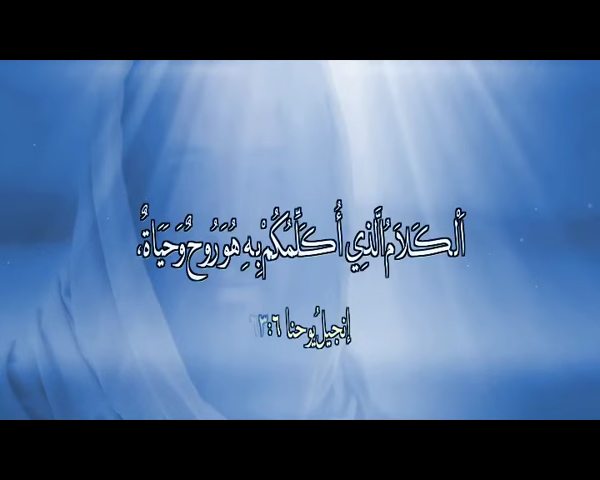 اَلْكَلاَمُ الَّذِي أُكَلِّمُكُمْ بِهِ هُوَ رُوحٌ وَحَيَاةٌ،
إنجيل يوحنا ٦:٦٣